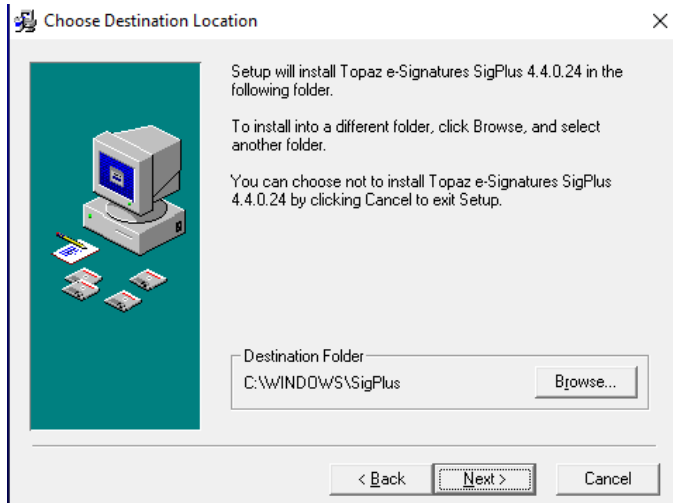 Choose Destination Location
Setup will install Topaz e-Signatures SigPlus 4.4.0.24 in the
following folder.
To install into a different folder, click Browse, and select
another folder.
You can choose not to install Topaz e-Signatures SigPlus
4.4.0.24 by clicking Cancel to exit Setup.
Destination Folder
C:\WINDOWS\SigPlus
Browse...
< Back
Next >
Cancel